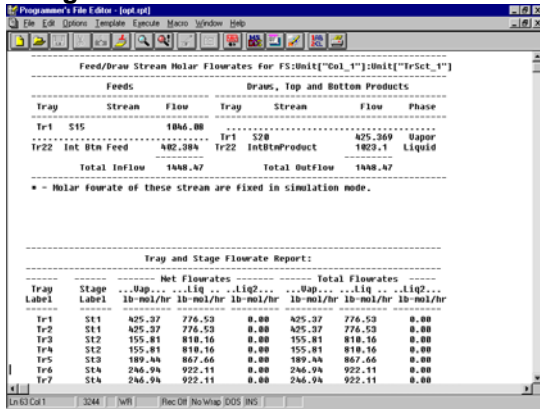 Programmer's File Editor - [opt.rpt]
File Edit Options Template Execute Macro Window Help
Feed/Draw Stream Molar Flowrates for FS:Unit["Col_1"]:Unit["TrSct_1"]
Feeds Draws, Top and Bottom Products
Tray Stream Flow Tray Stream Flow Phase
Tr1 S15 1046.08
Tr1 S20 425.369 Vapor
Tr22 Int Btm Feed 402.384 Tr22 IntBtmProduct 1023.1 Liquid
Total Inflow 1448.47 Total Outflow 1448.47
* - Molar fowrate of these stream are fixed in simulation mode.
Tray and Stage Flowrate Report:
------ Net Flowrates ------ ----- Total Flowrates -----
Tray Stage ...Vap... ...Liq .. ..Liq2... ...Vap... ...Liq .. ..Liq2...
Label Label lb-mol/hr lb-mol/hr lb-mol/hr lb-mol/hr lb-mol/hr lb-mol/hr
Tr1 St1 425.37 776.53 0.00 425.37 776.53 0.00
Tr2 St1 425.37 776.53 0.00 425.37 776.53 0.00
Tr3 St2 155.81 810.16 0.00 155.81 810.16 0.00
Tr4 St2 155.81 810.16 0.00 155.81 810.16 0.00
Tr5 St3 189.44 867.66 0.00 189.44 867.66 0.00
Tr6 St4 246.94 922.11 0.00 246.94 922.11 0.00
Tr7 St4 246.94 922.11 0.00 246.94 922.11 0.00
Ln 63 Col 1 3244 WR Rec Off No Wrap DOS INS